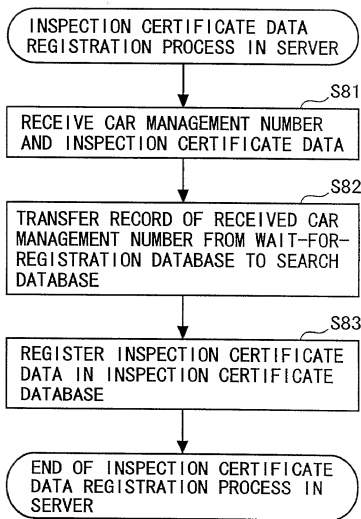 INSPECTION CERTIFICATE DATA
REGISTRATION PROCESS IN SERVER
S81
RECEIVE CAR MANAGEMENT NUMBER
AND INSPECTION CERTIFICATE DATA
S82
TRANSFER RECORD OF RECEIVED CAR
MANAGEMENT NUMBER FROM WAIT-FOR-
REGISTRATION DATABASE TO SEARCH
DATABASE
S83
REGISTER INSPECTION CERTIFICATE
DATA IN INSPECTION CERTIFICATE
DATABASE
END OF INSPECTION CERTIFICATE
DATA REGISTRATION PROCESS IN
SERVER